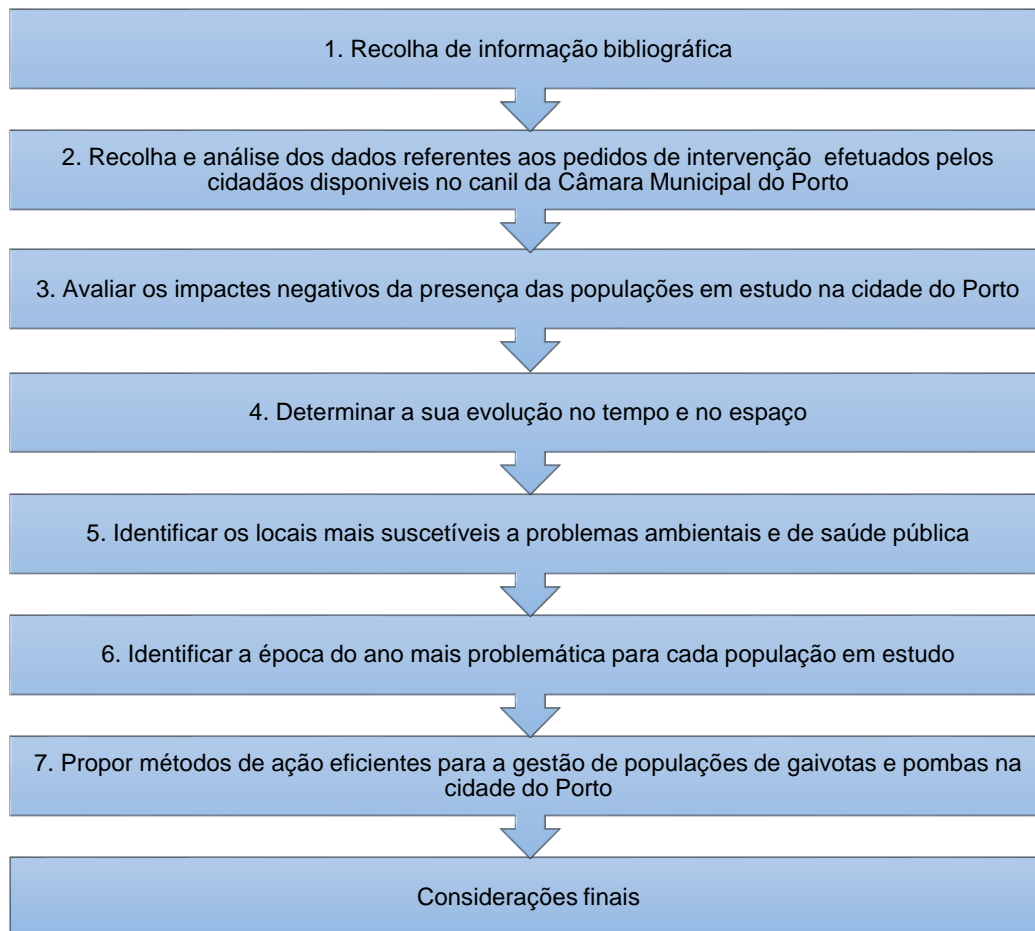 1. Recolha de informação bibliográfica
2. Recolha e análise dos dados referentes aos pedidos de intervenção efetuados pelos
cidadãos disponiveis no canil da Câmara Municipal do Porto
3. Avaliar os impactes negativos da presença das populações em estudo na cidade do Porto
4. Determinar a sua evolução no tempo e no espaço
5. Identificar os locais mais suscetíveis a problemas ambientais e de saúde pública
6. Identificar a época do ano mais problemática para cada população em estudo
7. Propor métodos de ação eficientes para a gestão de populações de gaivotas e pombas na
cidade do Porto
Considerações finais